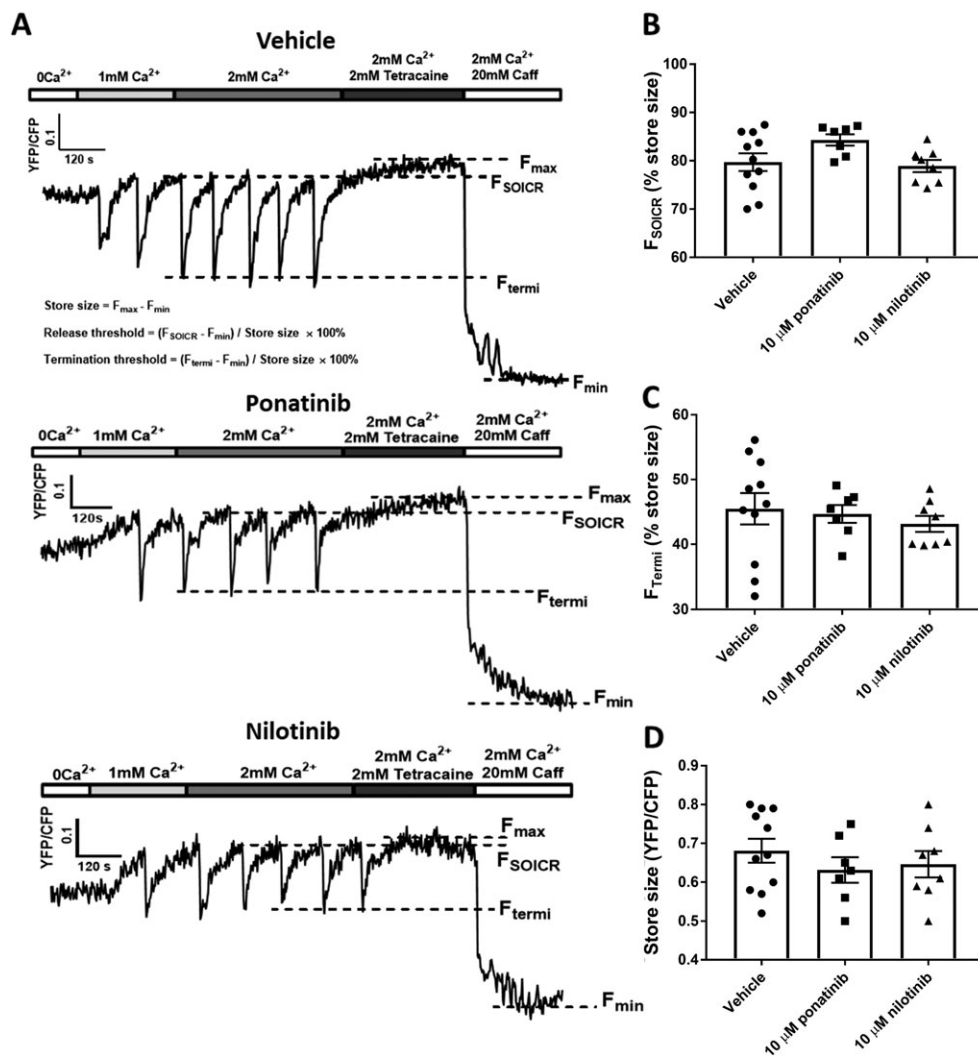 A
Vehicle
0Ca²⁺
1mM Ca²⁺
2mM Ca²⁺
2mM Ca²⁺
2mM Tetracaine
2mM Ca²⁺
20mM Caff
YFP/CFP
0.1
120 s
Fmax
FSOICR
Ftermi
Fmin
Store size = Fmax - Fmin
Release threshold = (FSOICR - Fmin) / Store size × 100%
Termination threshold = (Ftermi - Fmin) / Store size × 100%
Ponatinib
0Ca²⁺
1mM Ca²⁺
2mM Ca²⁺
2mM Ca²⁺
2mM Tetracaine
2mM Ca²⁺
20mM Caff
YFP/CFP
0.1
120s
Fmax
FSOICR
Ftermi
Fmin
Nilotinib
0Ca²⁺
1mM Ca²⁺
2mM Ca²⁺
2mM Ca²⁺
2mM Tetracaine
2mM Ca²⁺
20mM Caff
YFP/CFP
0.1
120 s
Fmax
FSOICR
Ftermi
Fmin
B
FSOICR (% store size)
100
90
80
70
60
Vehicle
10 μM ponatinib
10 μM nilotinib
C
FTermi (% store size)
60
50
40
30
Vehicle
10 μM ponatinib
10 μM nilotinib
D
Store size (YFP/CFP)
0.9
0.8
0.7
0.6
0.5
0.4
Vehicle
10 μM ponatinib
10 μM nilotinib